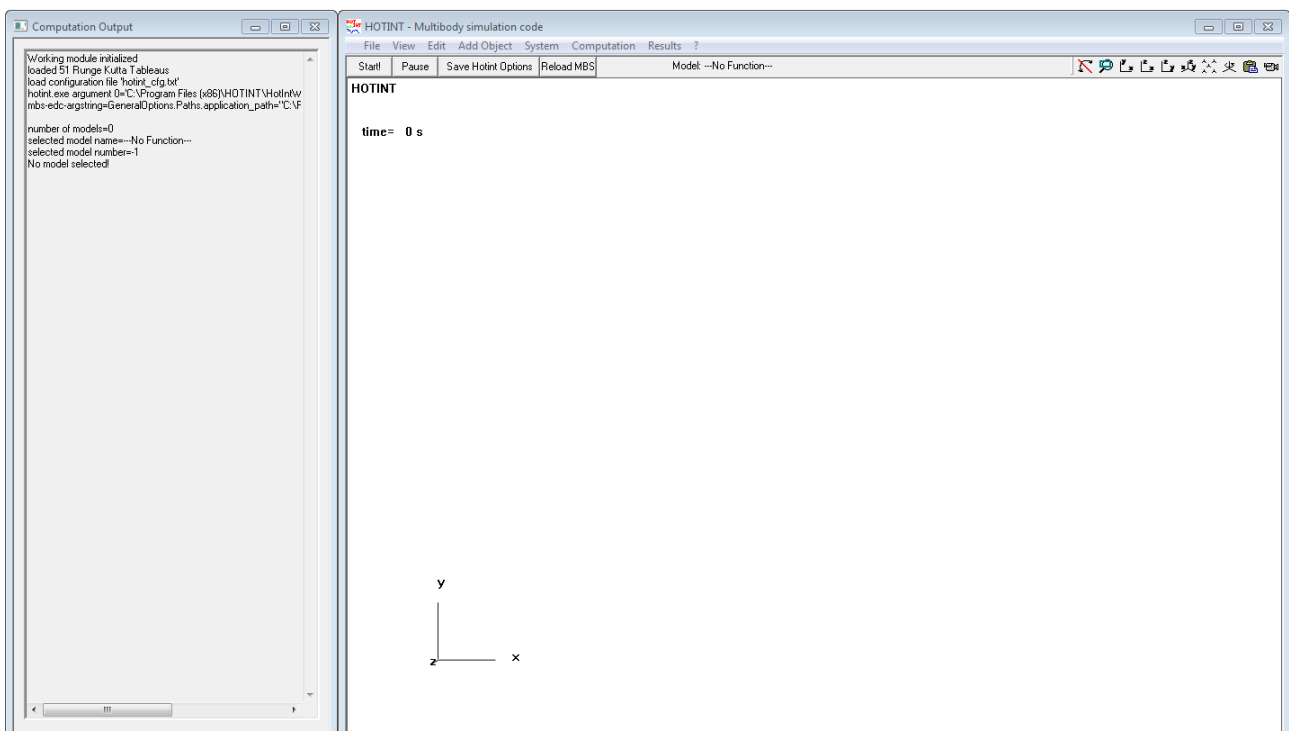 Computation Output
Working module initialized
loaded 51 Runge Kutta Tableaus
load configuration file 'hotint_cfg.txt'
hotint.exe argument 0='C:\Program Files (x86)\HOTINT\HotInt\W
mbs-edc-argstring=GeneralOptions.Paths.application_path="C:\F
number of models=0
selected model name=---No Function---
selected model number=-1
No model selected!
HOTINT - Multibody simulation code
File View Edit Add Object System Computation Results ?
Start! Pause Save Hotint Options Reload MBS Model: ---No Function---
HOTINT
time= 0 s
y
z x